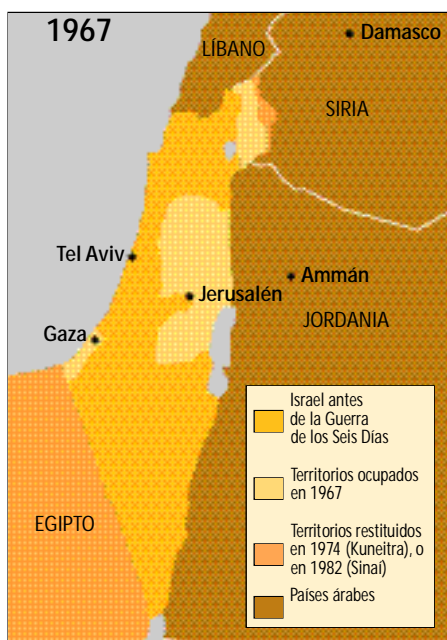 1967
LÍBANO
Damasco
SIRIA
Tel Aviv
Jerusalén
Ammán
JORDANIA
Gaza
EGIPTO
Israel antes
de la Guerra
de los Seis Días
Territorios ocupados
en 1967
Territorios restituidos
en 1974 (Kuneitra), o
en 1982 (Sinaí)
Países árabes